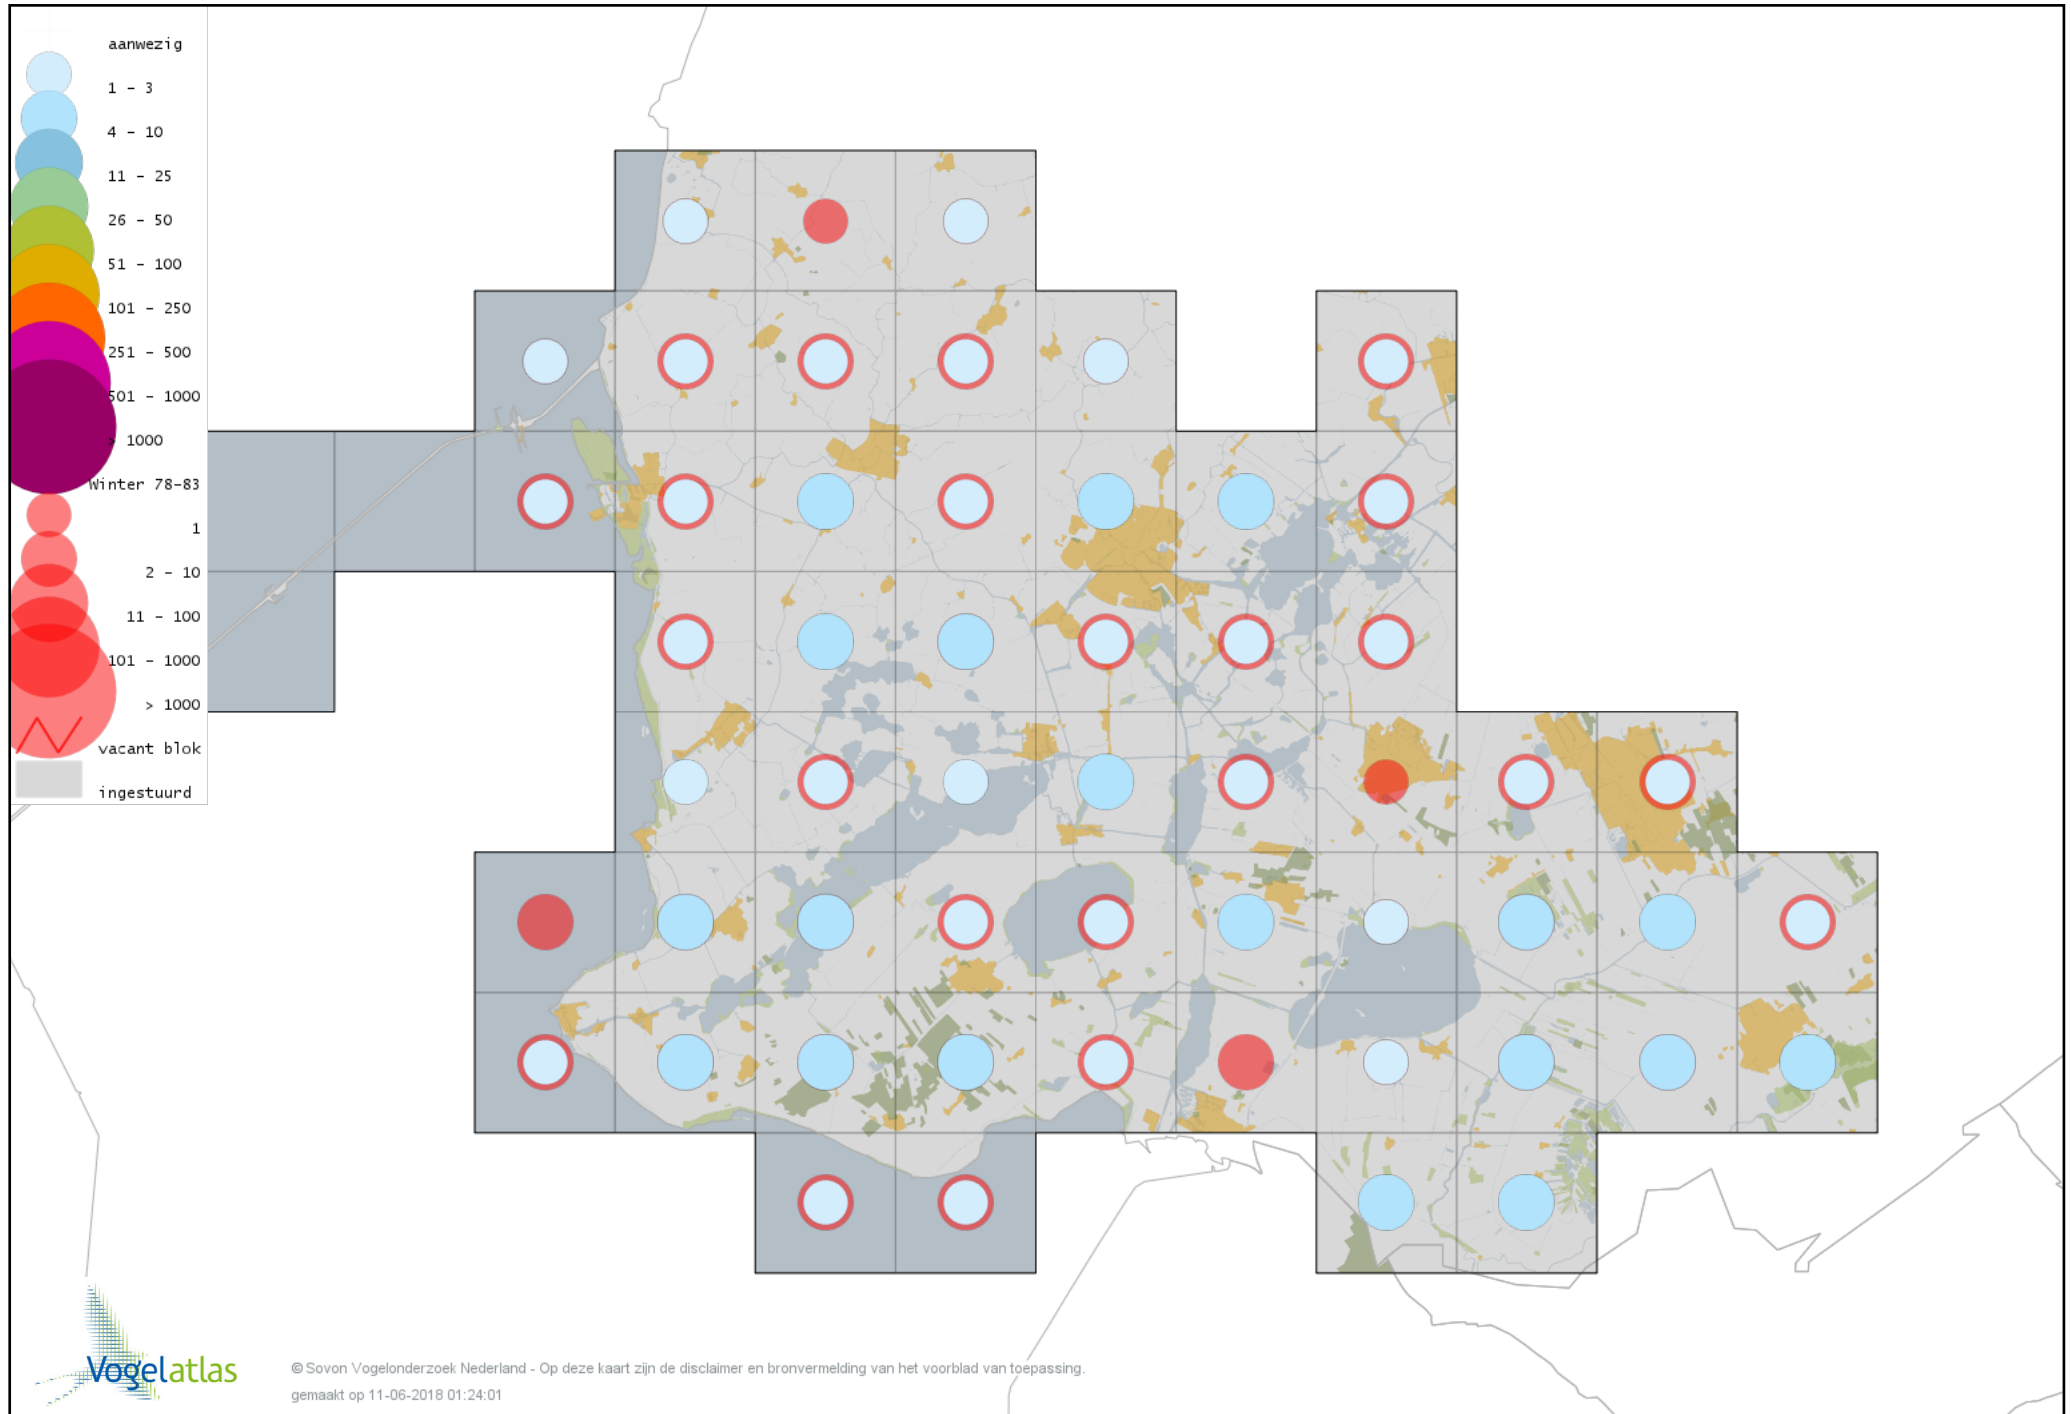 aanwezig
1 - 3
4 - 10
11 - 25
26 - 50
51 - 100
101 - 250
251 - 500
501 - 1000
> 1000
Winter 78-83
1
2 - 10
11 - 100
101 - 1000
> 1000
vacant blok
ingestuurd
Vogelatlas
© Sovon Vogelonderzoek Nederland - Op deze kaart zijn de disclaimer en bronvermelding van het voorblad van toepassing.
gemaakt op 11-06-2018 01:24:01